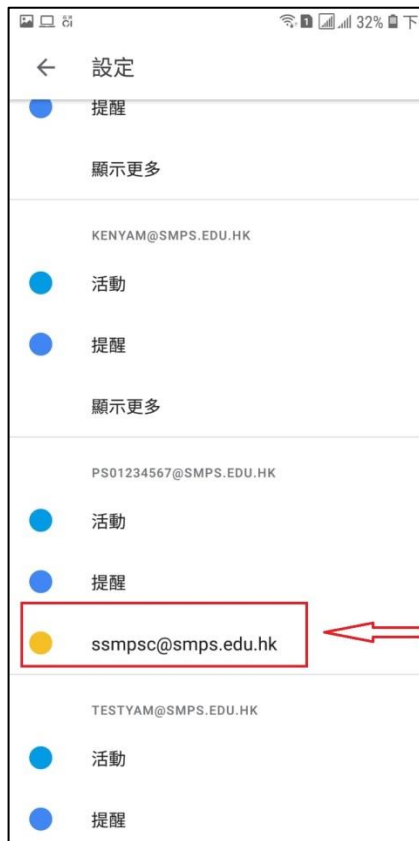 32% 下
設定
提醒
顯示更多
KENYAM@SMPS.EDU.HK
活動
提醒
顯示更多
PS01234567@SMPS.EDU.HK
活動
提醒
ssmpsc@smps.edu.hk
TESTYAM@SMPS.EDU.HK
活動
提醒